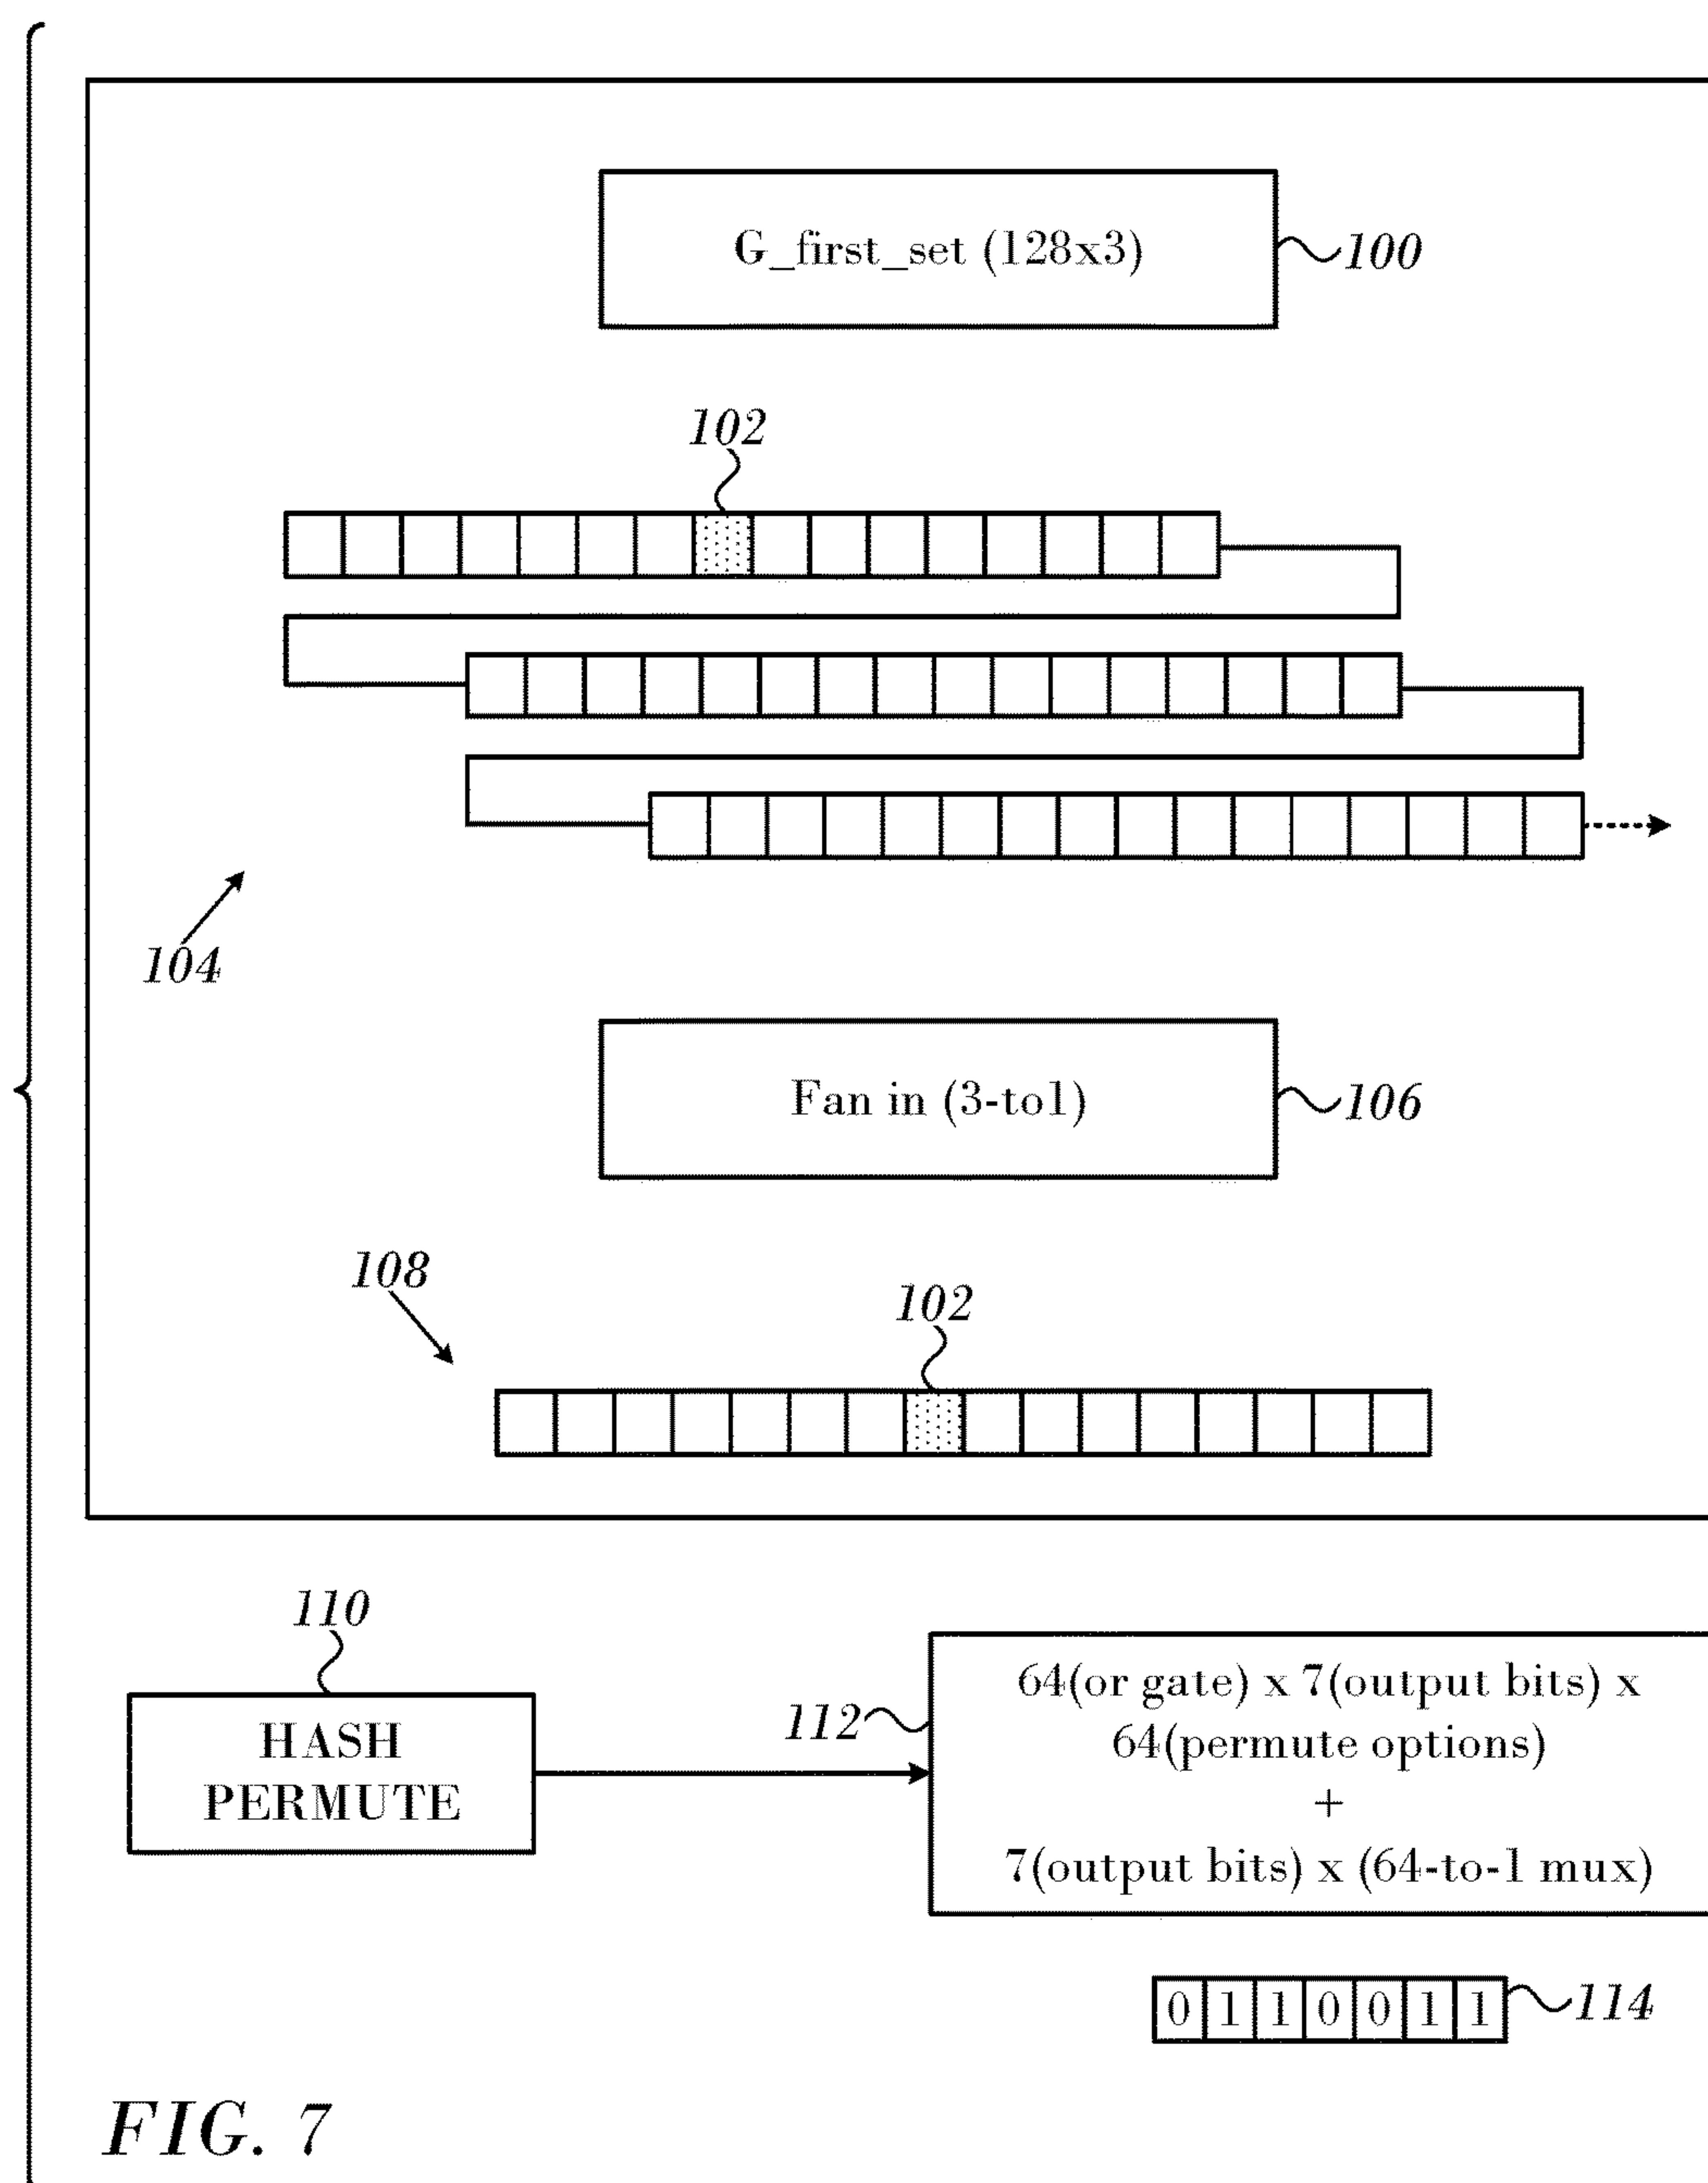 G_first_set (128x3)
100
102
104
Fan in (3-to1)
106
108
102
110
HASH
PERMUTE
112
64(or gate) x 7(output bits) x
64(permute options)
+
7(output bits) x (64-to-1 mux)
0 1 1 0 0 1 1
114
FIG. 7